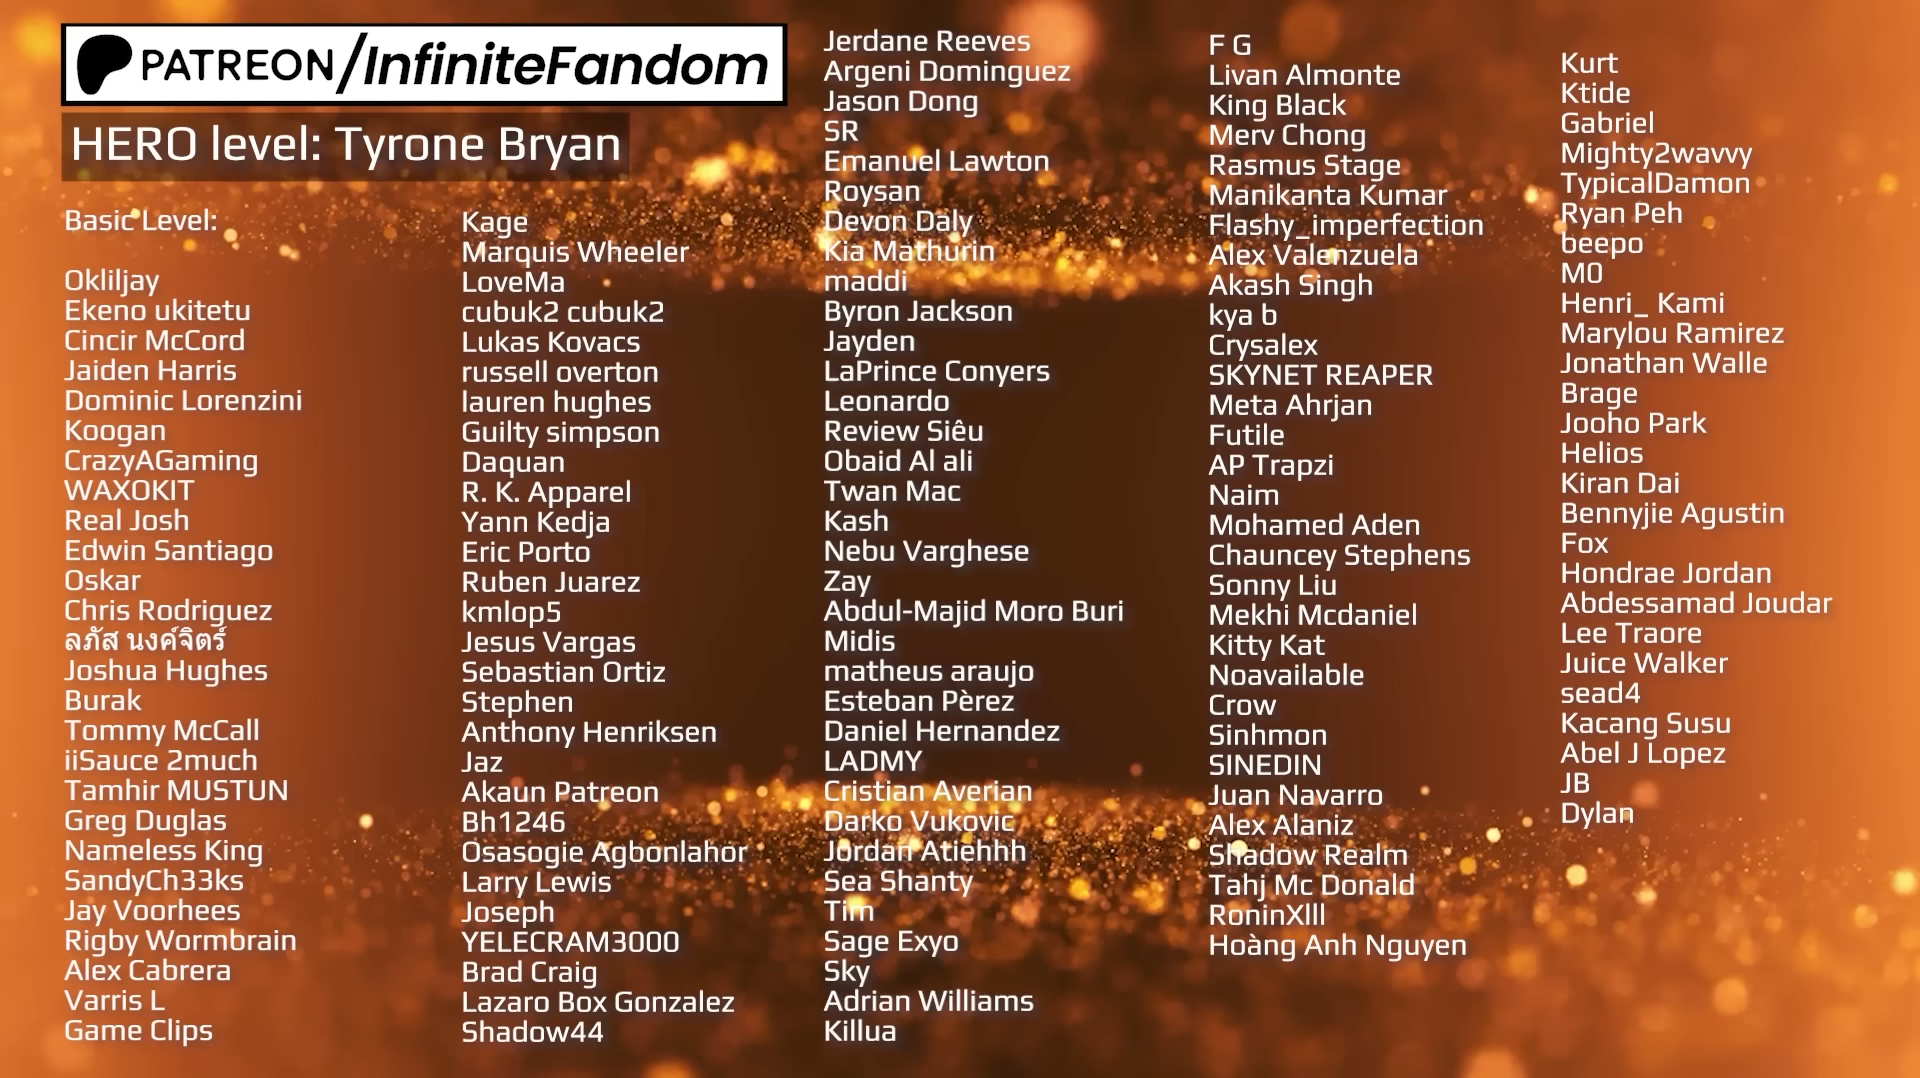 PATREON/InfiniteFandom
HERO level: Tyrone Bryan
Basic Level:
Okliljay
Ekeno ukitetu
Cincir McCord
Jaiden Harris
Dominic Lorenzini
Koogan
CrazyAGaming
WAXOKIT
Real Josh
Edwin Santiago
Oskar
Chris Rodriguez
ลภัส นงค์จิตร์
Joshua Hughes
Burak
Tommy McCall
iiSauce 2much
Tamhir MUSTUN
Greg Duglas
Nameless King
SandyCh33ks
Jay Voorhees
Rigby Wormbrain
Alex Cabrera
Varris L
Game Clips
Kage
Marquis Wheeler
LoveMa
cubuk2 cubuk2
Lukas Kovacs
russell overton
lauren hughes
Guilty simpson
Daquan
R. K. Apparel
Yann Kedja
Eric Porto
Ruben Juarez
kmlop5
Jesus Vargas
Sebastian Ortiz
Stephen
Anthony Henriksen
Jaz
Akaun Patreon
Bh1246
Osasogie Agbonlahor
Larry Lewis
Joseph
YELECRAM3000
Brad Craig
Lazaro Box Gonzalez
Shadow44
Jerdane Reeves
Argeni Dominguez
Jason Dong
SR
Emanuel Lawton
Roysan
Devon Daly
Kia Mathurin
maddi
Byron Jackson
Jayden
LaPrince Conyers
Leonardo
Review Siêu
Obaid Al ali
Twan Mac
Kash
Nebu Varghese
Zay
Abdul-Majid Moro Buri
Midis
matheus araujo
Esteban Pèrez
Daniel Hernandez
LADMY
Cristian Averian
Darko Vukovic
Jordan Atiehhh
Sea Shanty
Tim
Sage Exyo
Sky
Adrian Williams
Killua
F G
Livan Almonte
King Black
Merv Chong
Rasmus Stage
Manikanta Kumar
Flashy_imperfection
Alex Valenzuela
Akash Singh
kya b
Crysalex
SKYNET REAPER
Meta Ahrjan
Futile
AP Trapzi
Naim
Mohamed Aden
Chauncey Stephens
Sonny Liu
Mekhi Mcdaniel
Kitty Kat
Noavailable
Crow
Sinhmon
SINEDIN
Juan Navarro
Alex Alaniz
Shadow Realm
Tahj Mc Donald
RoninXlll
Hoàng Anh Nguyen
Kurt
Ktide
Gabriel
Mighty2wavvy
TypicalDamon
Ryan Peh
beepo
M0
Henri_ Kami
Marylou Ramirez
Jonathan Walle
Brage
Jooho Park
Helios
Kiran Dai
Bennyjie Agustin
Fox
Hondrae Jordan
Abdessamad Joudar
Lee Traore
Juice Walker
sead4
Kacang Susu
Abel J Lopez
JB
Dylan